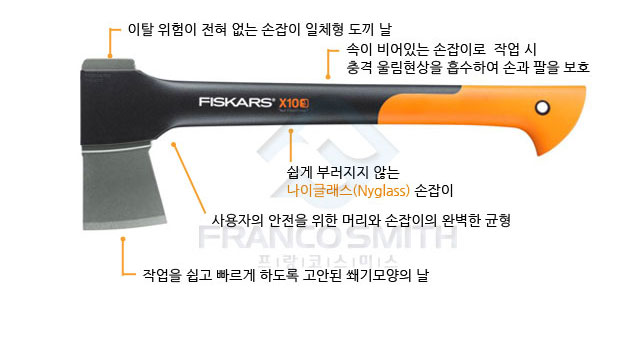 이탈 위험이 전혀 없는 손잡이 일체형 도끼 날
속이 비어있는 손잡이로 작업 시
충격 울림현상을 흡수하여 손과 팔을 보호
FISKARS® X10
쉽게 부러지지 않는
나이글래스(Nyglass) 손잡이
사용자의 안전을 위한 머리와 손잡이의 완벽한 균형
FRANCOSMITH
프랑코스미스
작업을 쉽고 빠르게 하도록 고안된 쐐기모양의 날